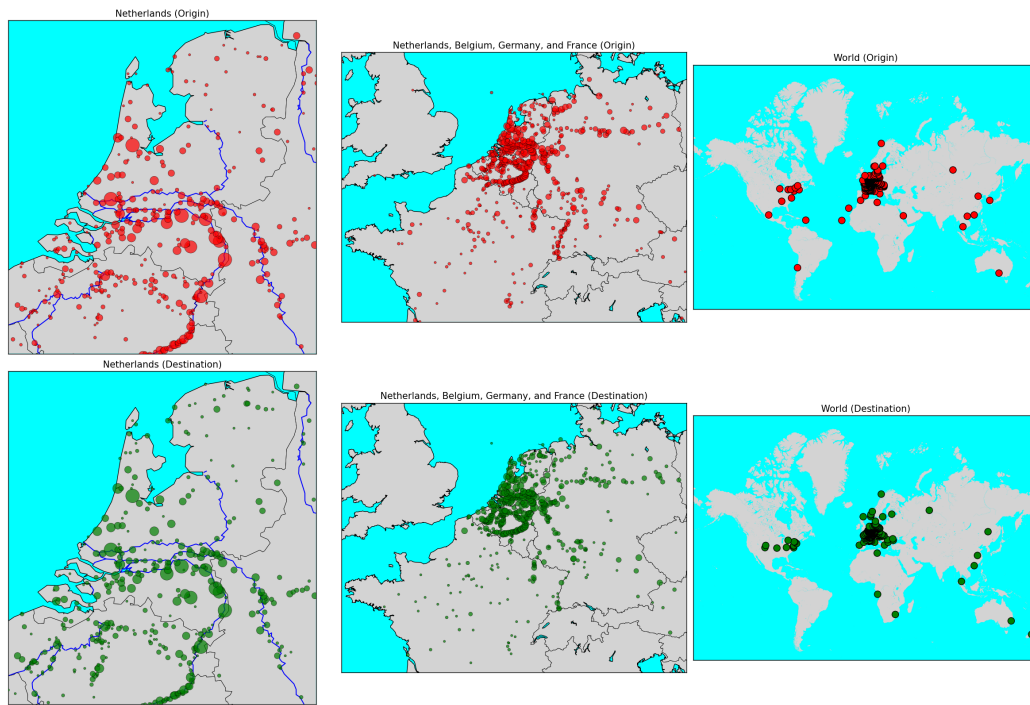 Netherlands (Origin)
Netherlands, Belgium, Germany, and France (Origin)
World (Origin)
Netherlands (Destination)
Netherlands, Belgium, Germany, and France (Destination)
World (Destination)